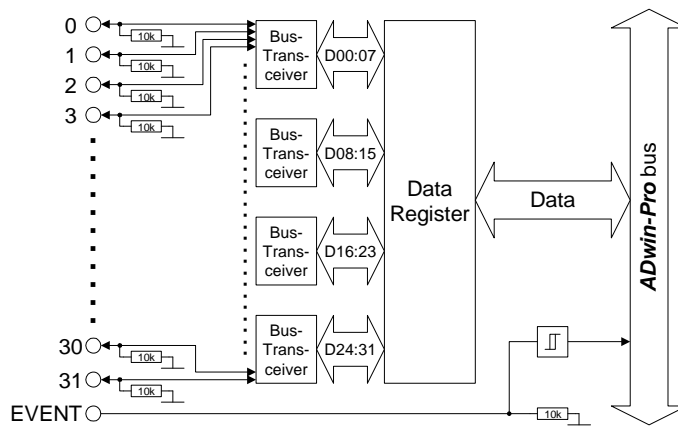 0
10k
1
10k
2
10k
3
10k
30
10k
31
10k
EVENT
Bus-
Trans-
ceiver
D00:07
Bus-
Trans-
ceiver
D08:15
Bus-
Trans-
ceiver
D16:23
Bus-
Trans-
ceiver
D24:31
Data
Register
Data
10k
ADwin-Pro bus